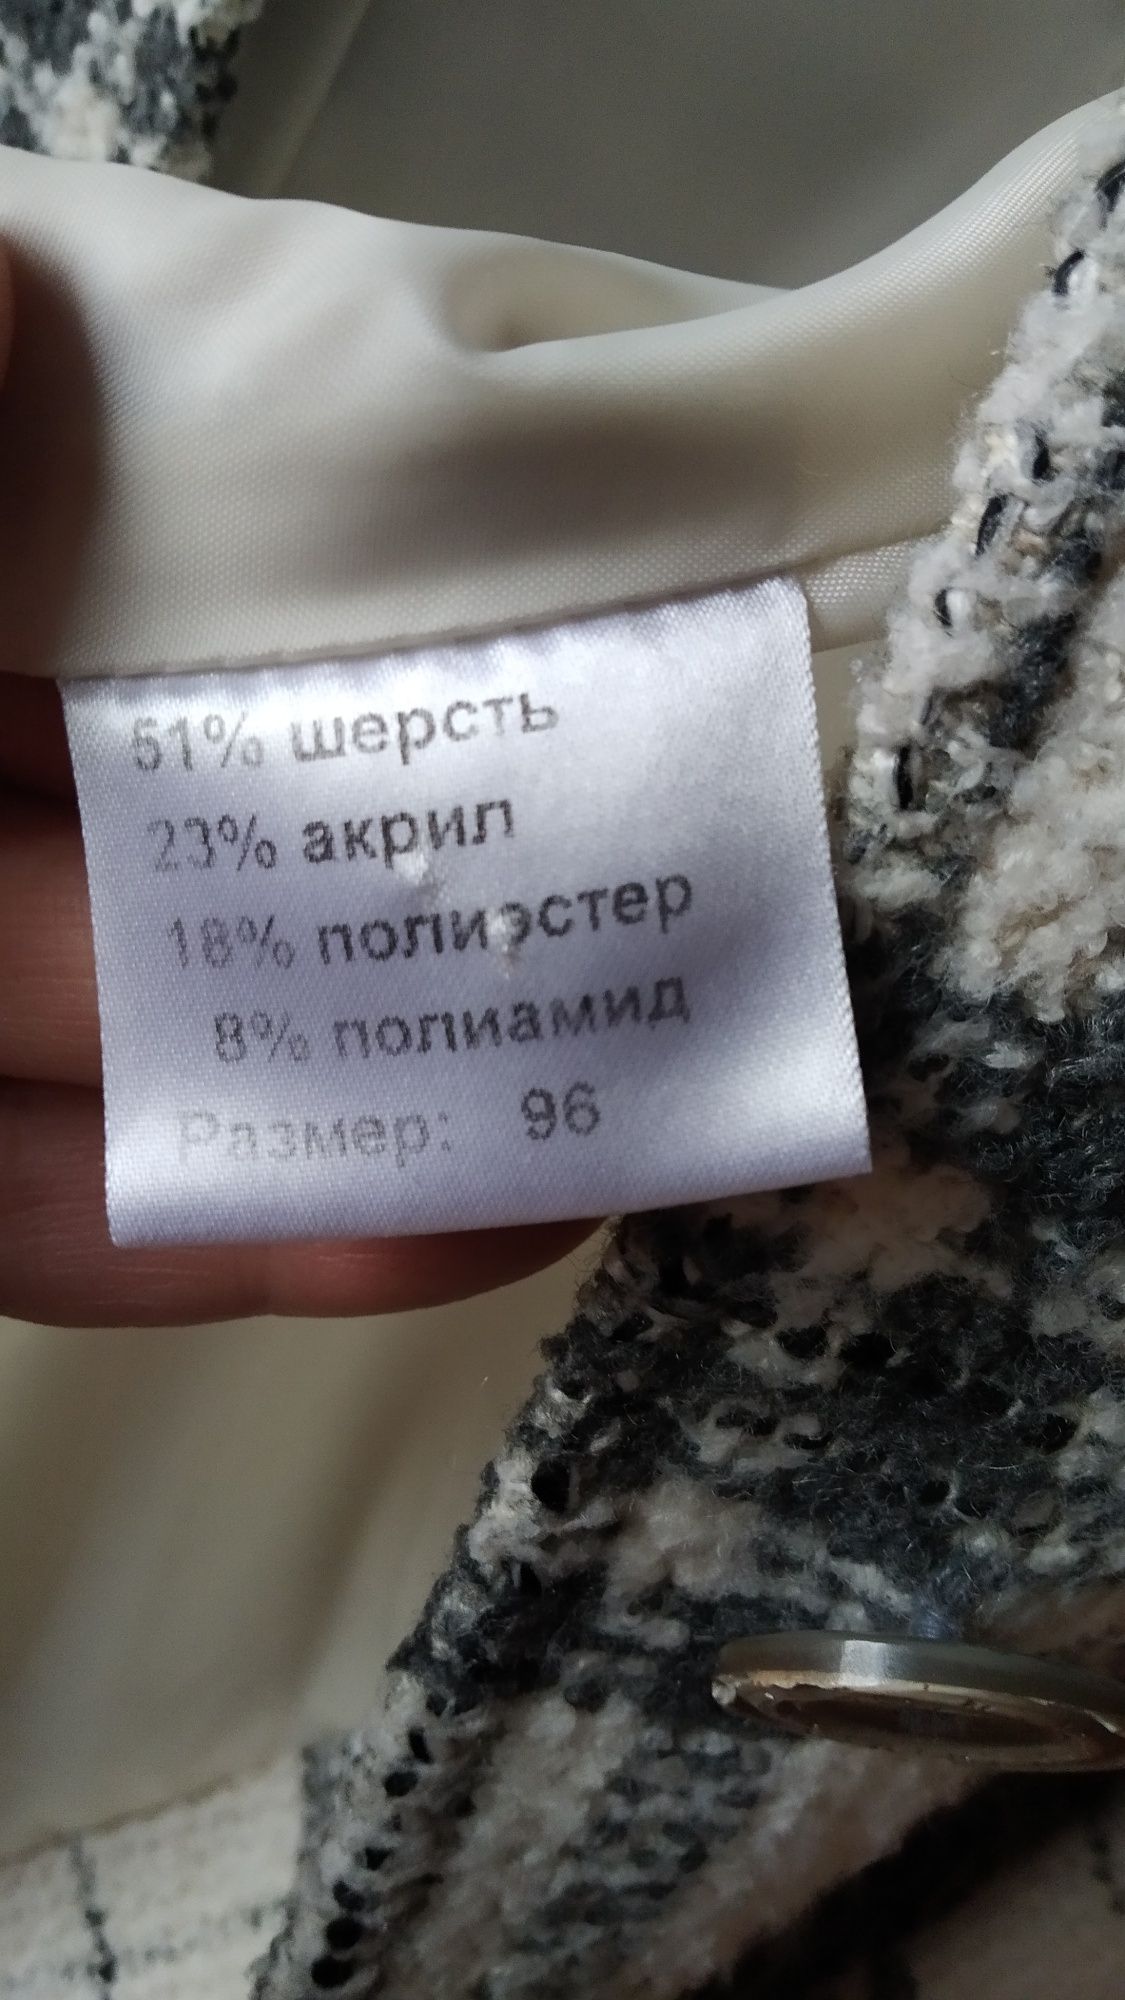 51% шерсть
23% акрил
18% полиэстер
8% полиамид
Размер: 96